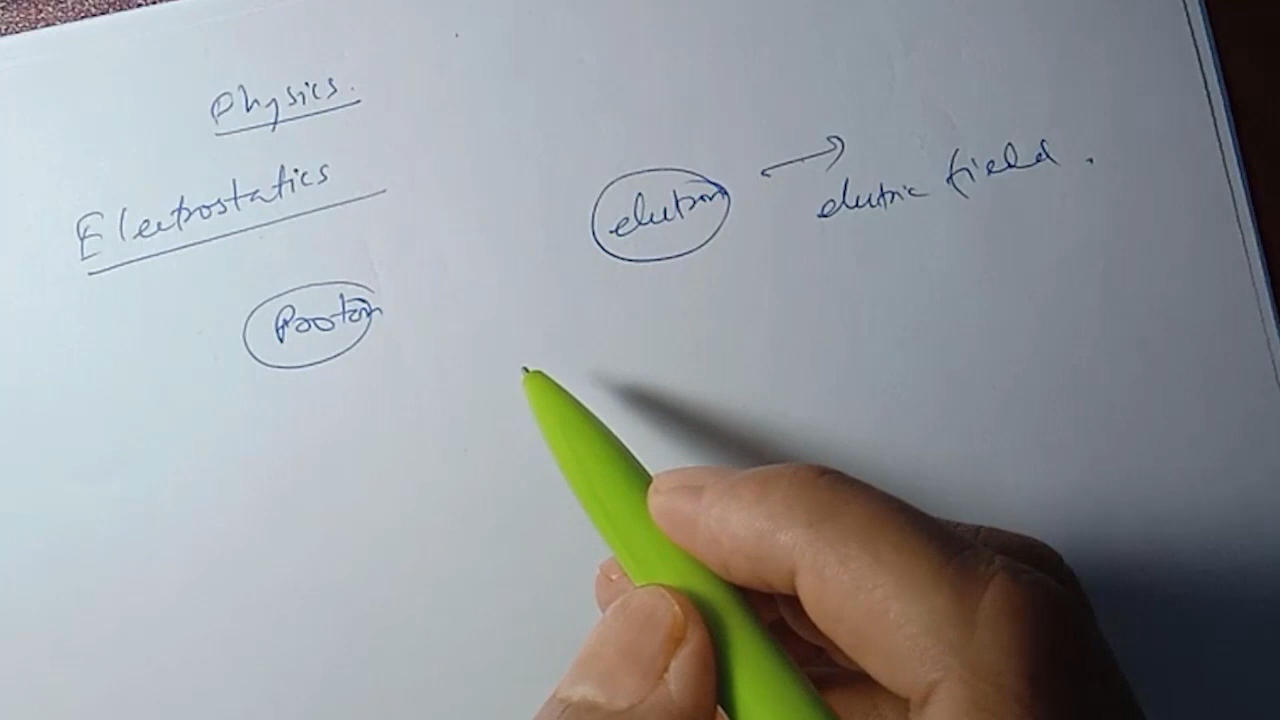 Physics.
Electrostatics
Proton
electron → electric field.